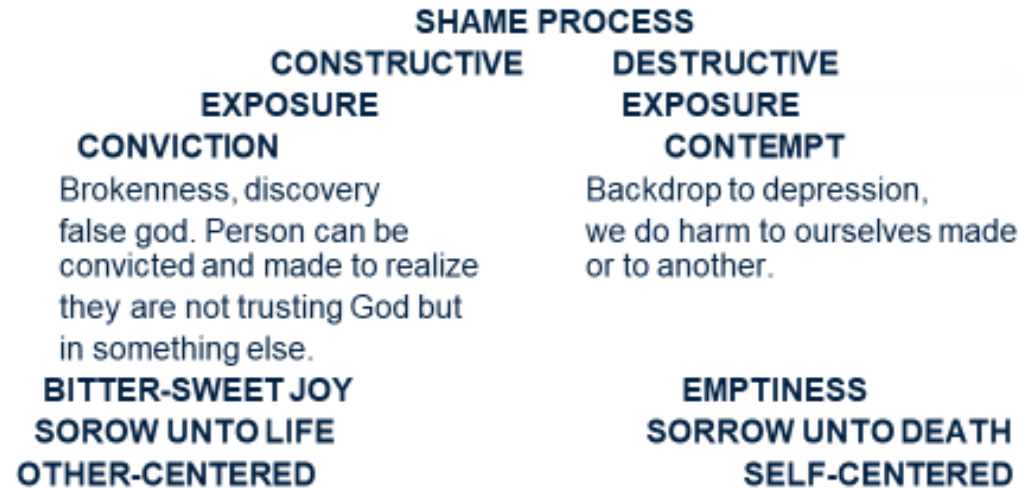 SHAME PROCESS
CONSTRUCTIVE DESTRUCTIVE
EXPOSURE EXPOSURE
CONVICTION CONTEMPT
Brokenness, discovery Backdrop to depression,
false god. Person can be we do harm to ourselves made
convicted and made to realize or to another.
they are not trusting God but
in something else.
BITTER-SWEET JOY EMPTINESS
SOROW UNTO LIFE SORROW UNTO DEATH
OTHER-CENTERED SELF-CENTERED